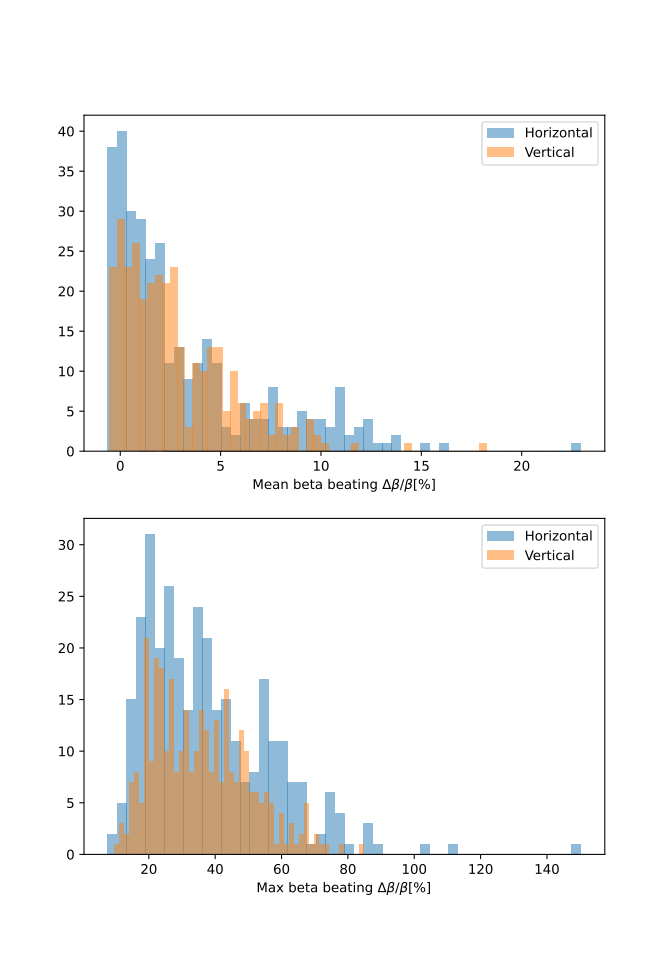 40
35
30
25
20
15
10
5
0
Horizontal
Vertical
0 5 10 15 20
Mean beta beating Δβ/β[%]
30
25
20
15
10
5
0
Horizontal
Vertical
20 40 60 80 100 120 140
Max beta beating Δβ/β[%]